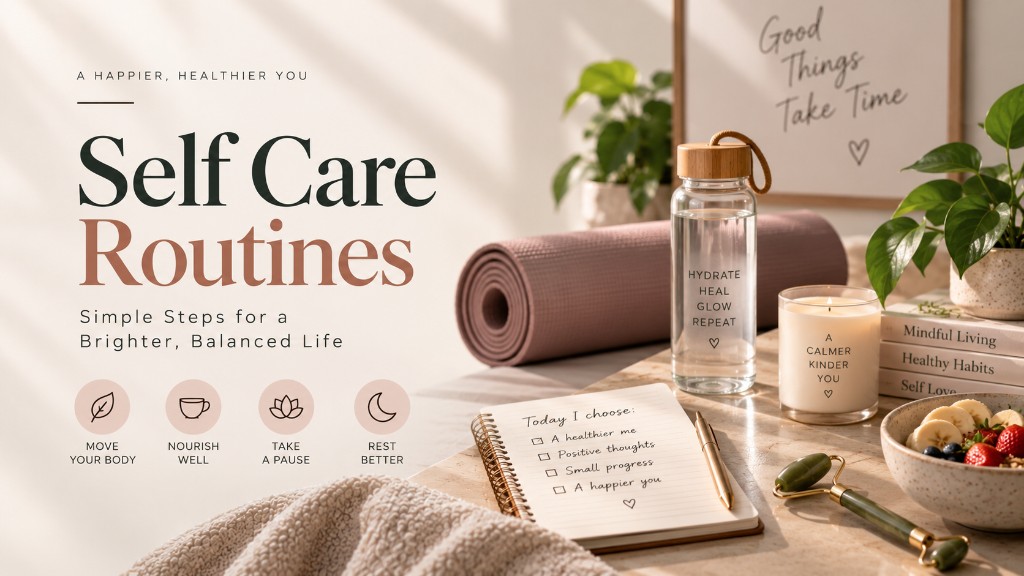 A HAPPIER, HEALTHIER YOU
Self Care
Routines
Simple Steps for a
Brighter, Balanced Life
MOVE
YOUR BODY
NOURISH
WELL
TAKE
A PAUSE
REST
BETTER
Good
Things
Take Time
HYDRATE
HEAL
GLOW
REPEAT
A
CALMER
KINDER
YOU
Mindful Living
Healthy Habits
Self Love
Today I choose:
A healthier me
Positive thoughts
Small progress
A happier you